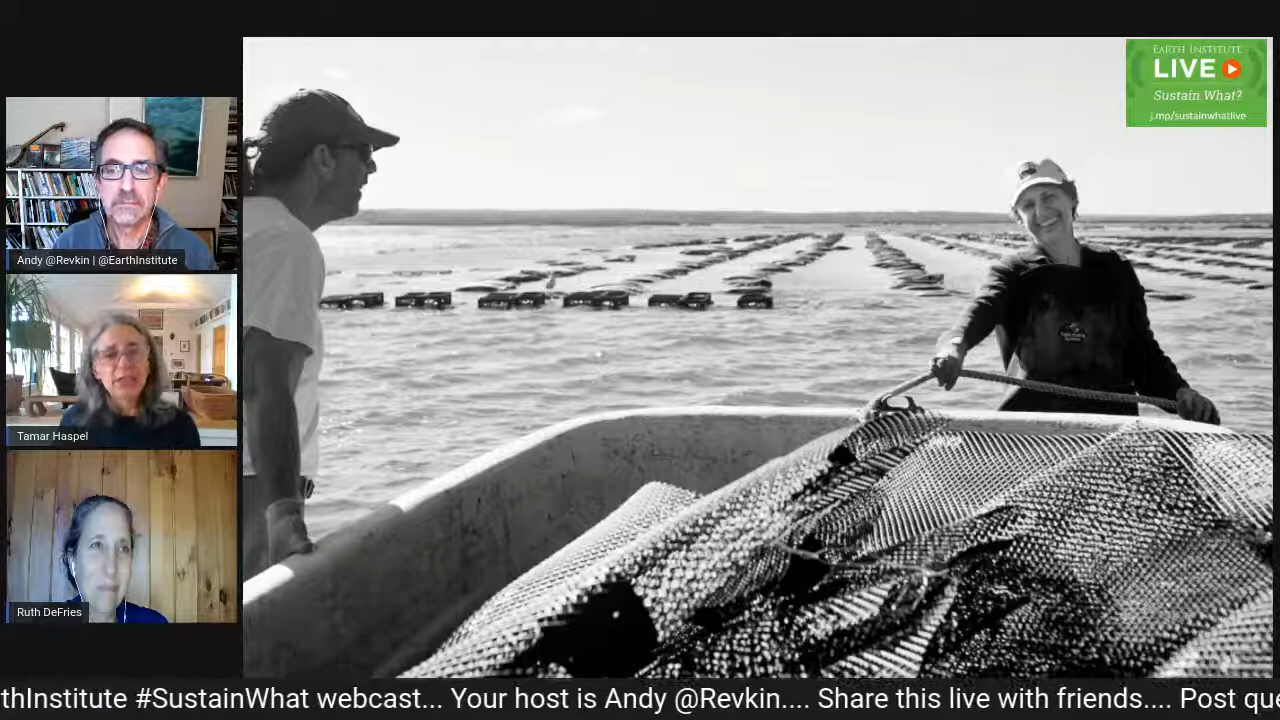 EARTH INSTITUTE
LIVE
Sustain What?
j.mp/sustainwhatlive
Andy @Revkin | @EarthInstitute
Tamar Haspel
Ruth DeFries
thInstitute #SustainWhat webcast... Your host is Andy @Revkin.... Share this live with friends.... Post que